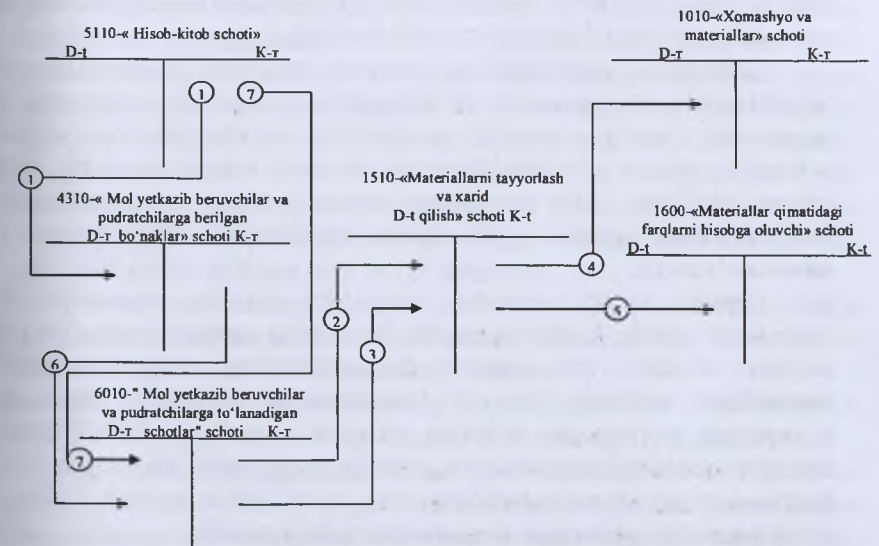 5110-« Hisob-kitob schoti»
D-t K-т
1 7
1
4310-« Mol yetkazib beruvchilar va
pudratchilarga berilgan
D-т bo‘naklar» schoti K-т
6
6010-" Mol yetkazib beruvchilar
va pudratchilarga to‘lanadigan
D-т schotlar" schoti K-т
7
2
3
1510-«Materiallarni tayyorlash
va xarid
D-t qilish» schoti K-t
4
5
1010-«Xomashyo va
materiallar» schoti
D-т K-т
1600-«Materiallar qimatidagi
farqlarni hisobga oluvchi» schoti
D-t K-t